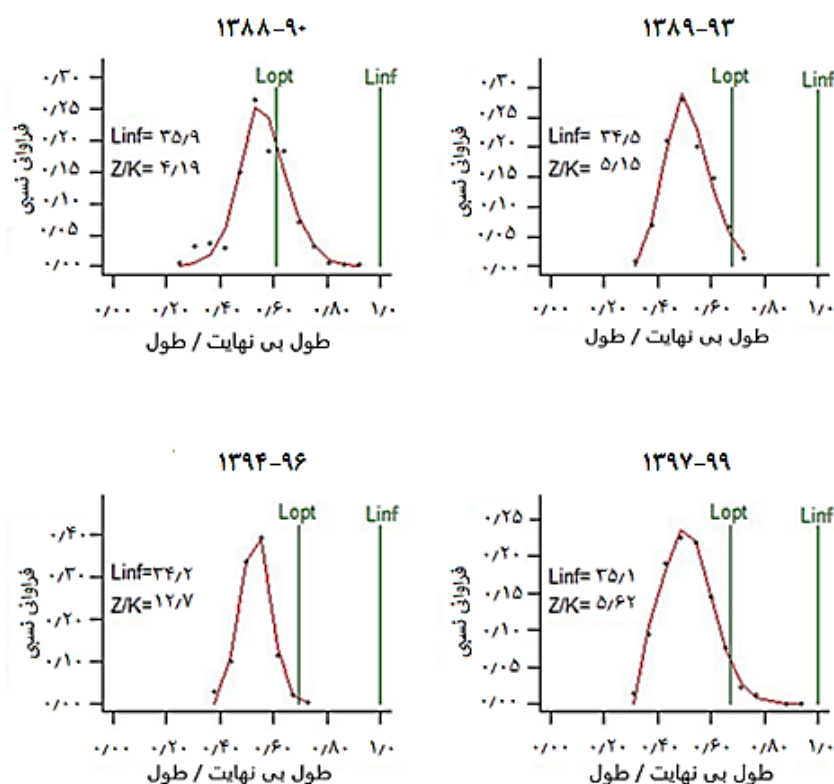 ۱۳۸۸-۹۰
Lopt Linf
Linf= ۳۵٫۹
Z/K= ۴٫۱۹
فراوانی نسبی
۰٫۳۰
۰٫۲۵
۰٫۲۰
۰٫۱۵
۰٫۱۰
۰٫۰۵
۰٫۰۰
۰٫۰۰ ۰٫۲۰ ۰٫۴۰ ۰٫۶۰ ۰٫۸۰ ۱٫۰
طول بی نهایت / طول
۱۳۸۹-۹۳
Lopt Linf
Linf= ۳۴٫۵
Z/K= ۵٫۱۵
فراوانی نسبی
۰٫۳۰
۰٫۲۵
۰٫۲۰
۰٫۱۵
۰٫۱۰
۰٫۰۵
۰٫۰۰
۰٫۰۰ ۰٫۲۰ ۰٫۴۰ ۰٫۶۰ ۰٫۸۰ ۱٫۰
طول بی نهایت / طول
۱۳۹۴-۹۶
Lopt Linf
Linf=۳۴٫۲
Z/K=۱۲٫۷
فراوانی نسبی
۰٫۴۰
۰٫۳۰
۰٫۲۰
۰٫۱۰
۰٫۰۰
۰٫۰۰ ۰٫۲۰ ۰٫۴۰ ۰٫۶۰ ۰٫۸۰ ۱٫۰
طول بی نهایت / طول
۱۳۹۷-۹۹
Lopt Linf
Linf= ۳۵٫۱
Z/K= ۵٫۶۲
فراوانی نسبی
۰٫۲۵
۰٫۲۰
۰٫۱۵
۰٫۱۰
۰٫۰۵
۰٫۰۰
۰٫۰۰ ۰٫۲۰ ۰٫۴۰ ۰٫۶۰ ۰٫۸۰ ۱٫۰
طول بی نهایت / طول